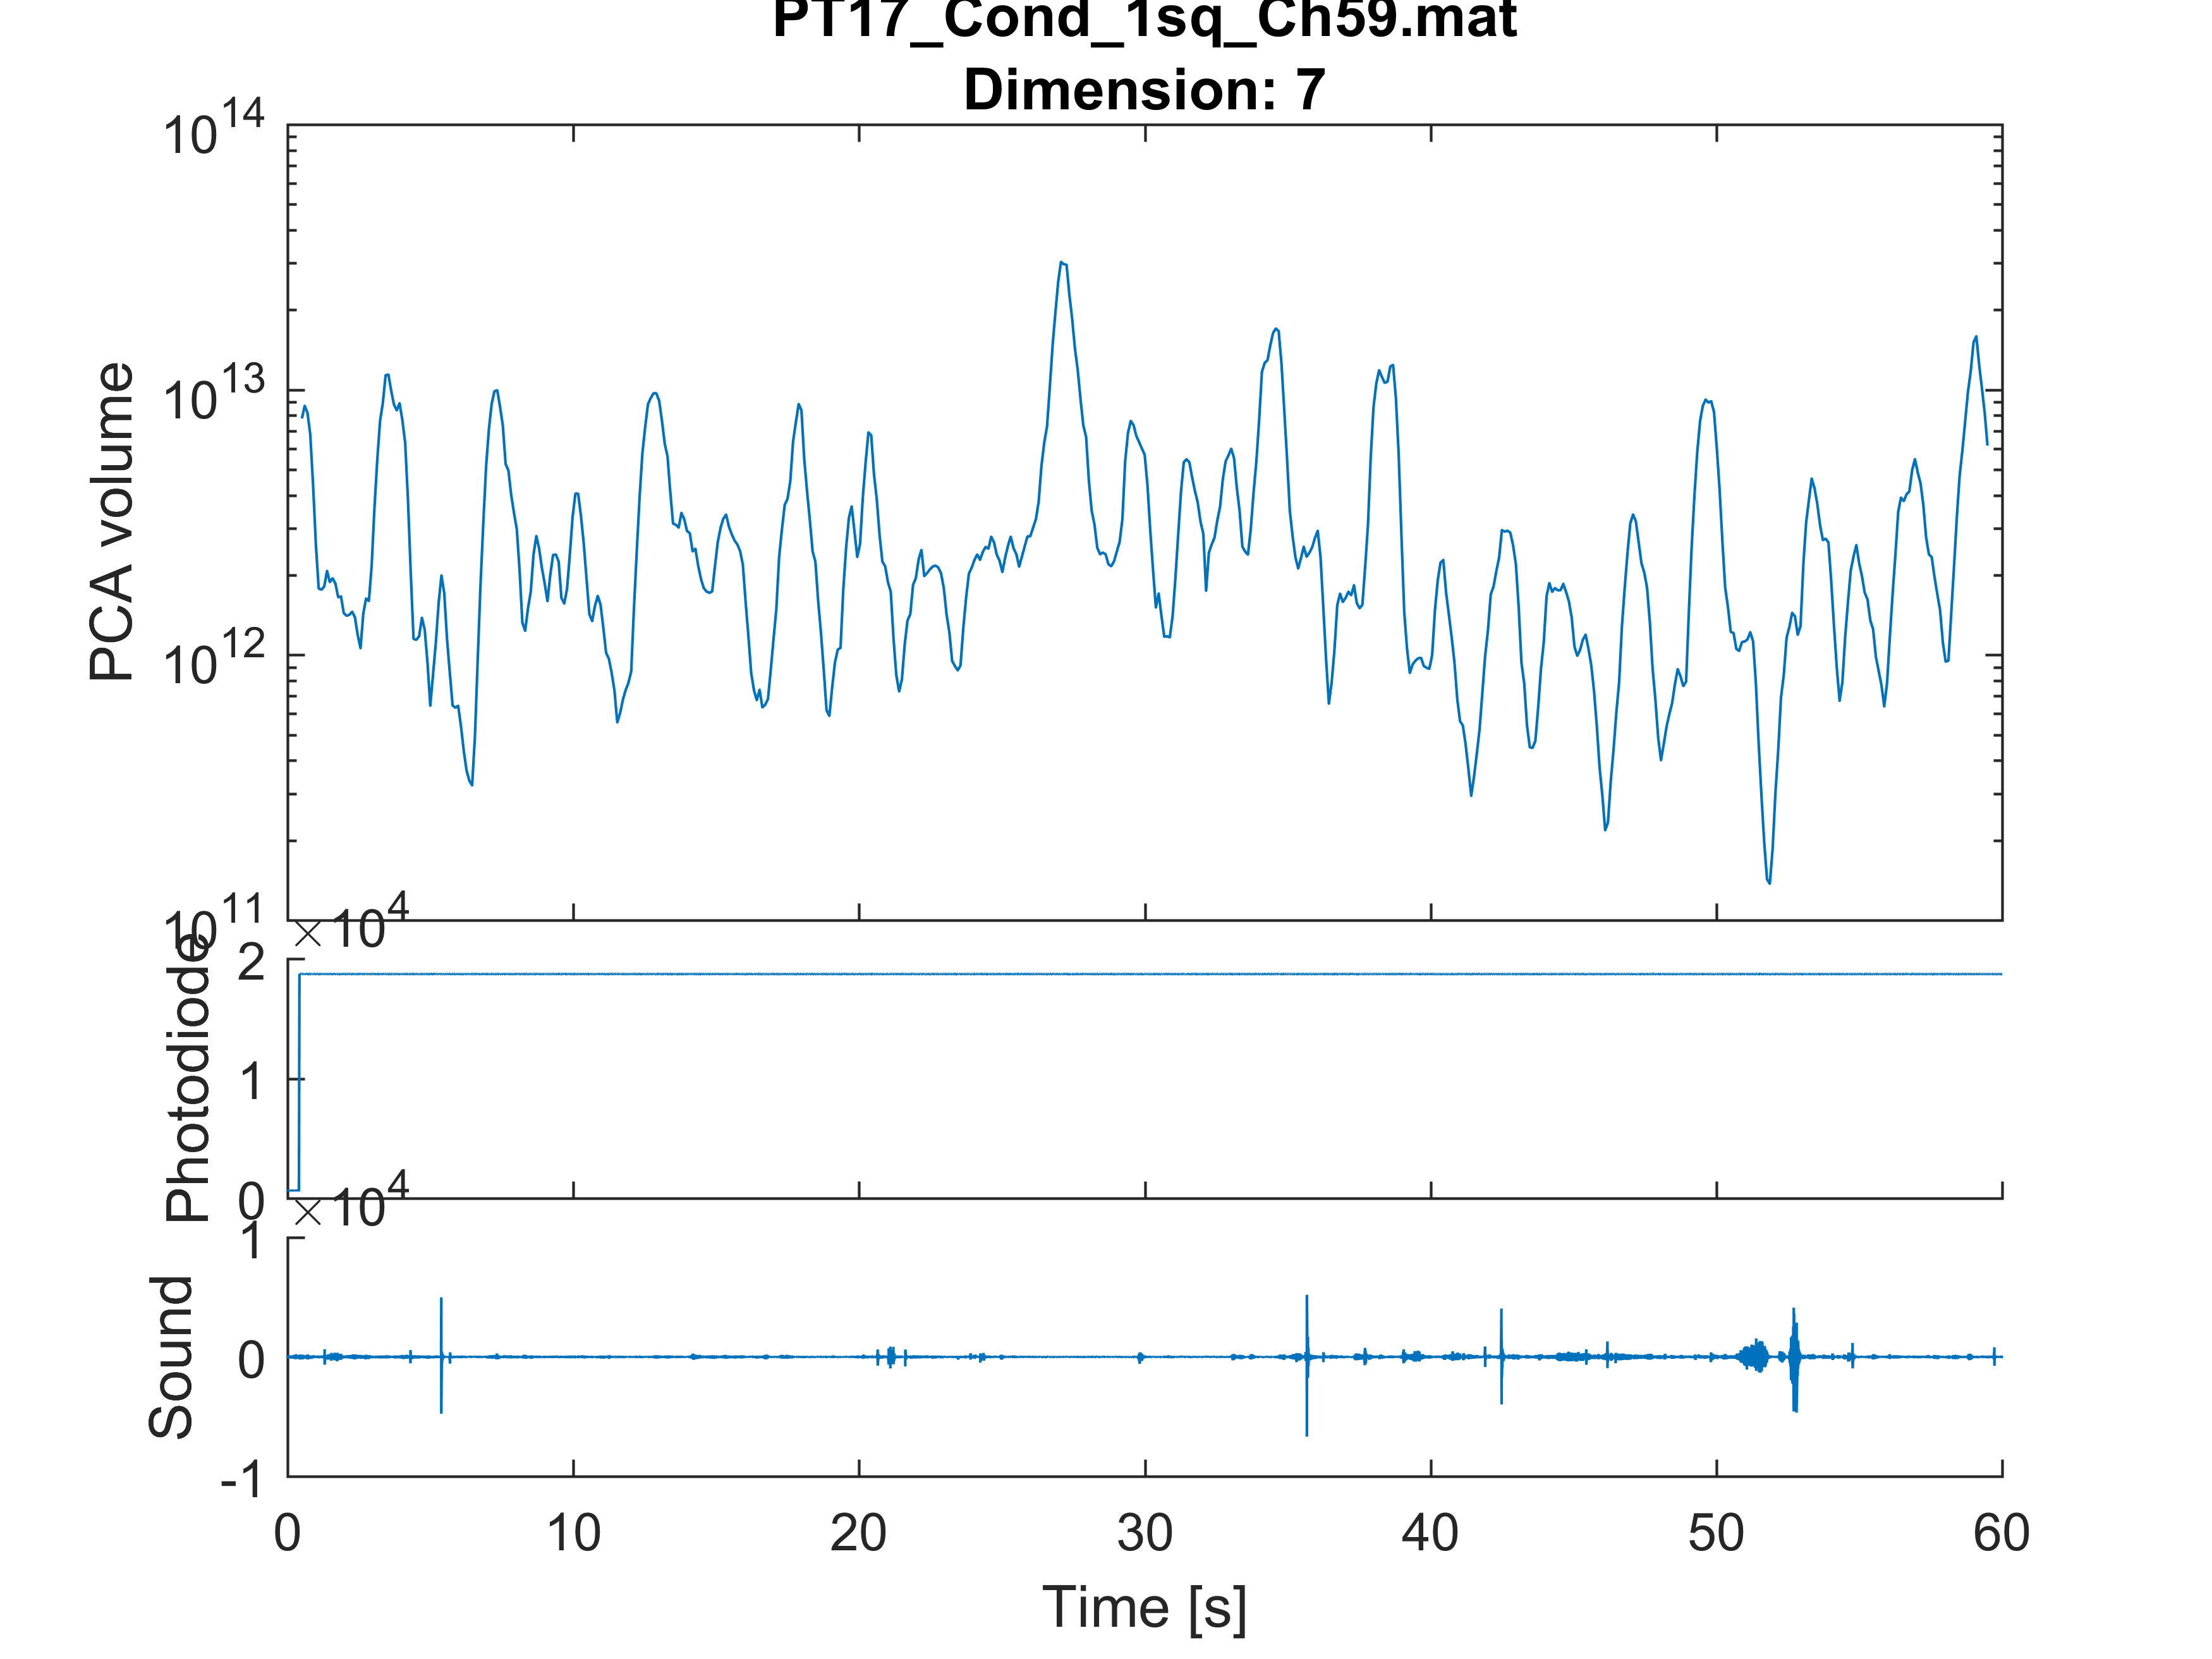 PT17_Cond_1sq_Ch59.mat
Dimension: 7
10^14
10^13
10^12
10^11
PCA volume
× 10^4
2
1
0
Photodiode
× 10^4
1
0
-1
Sound
0 10 20 30 40 50 60
Time [s]